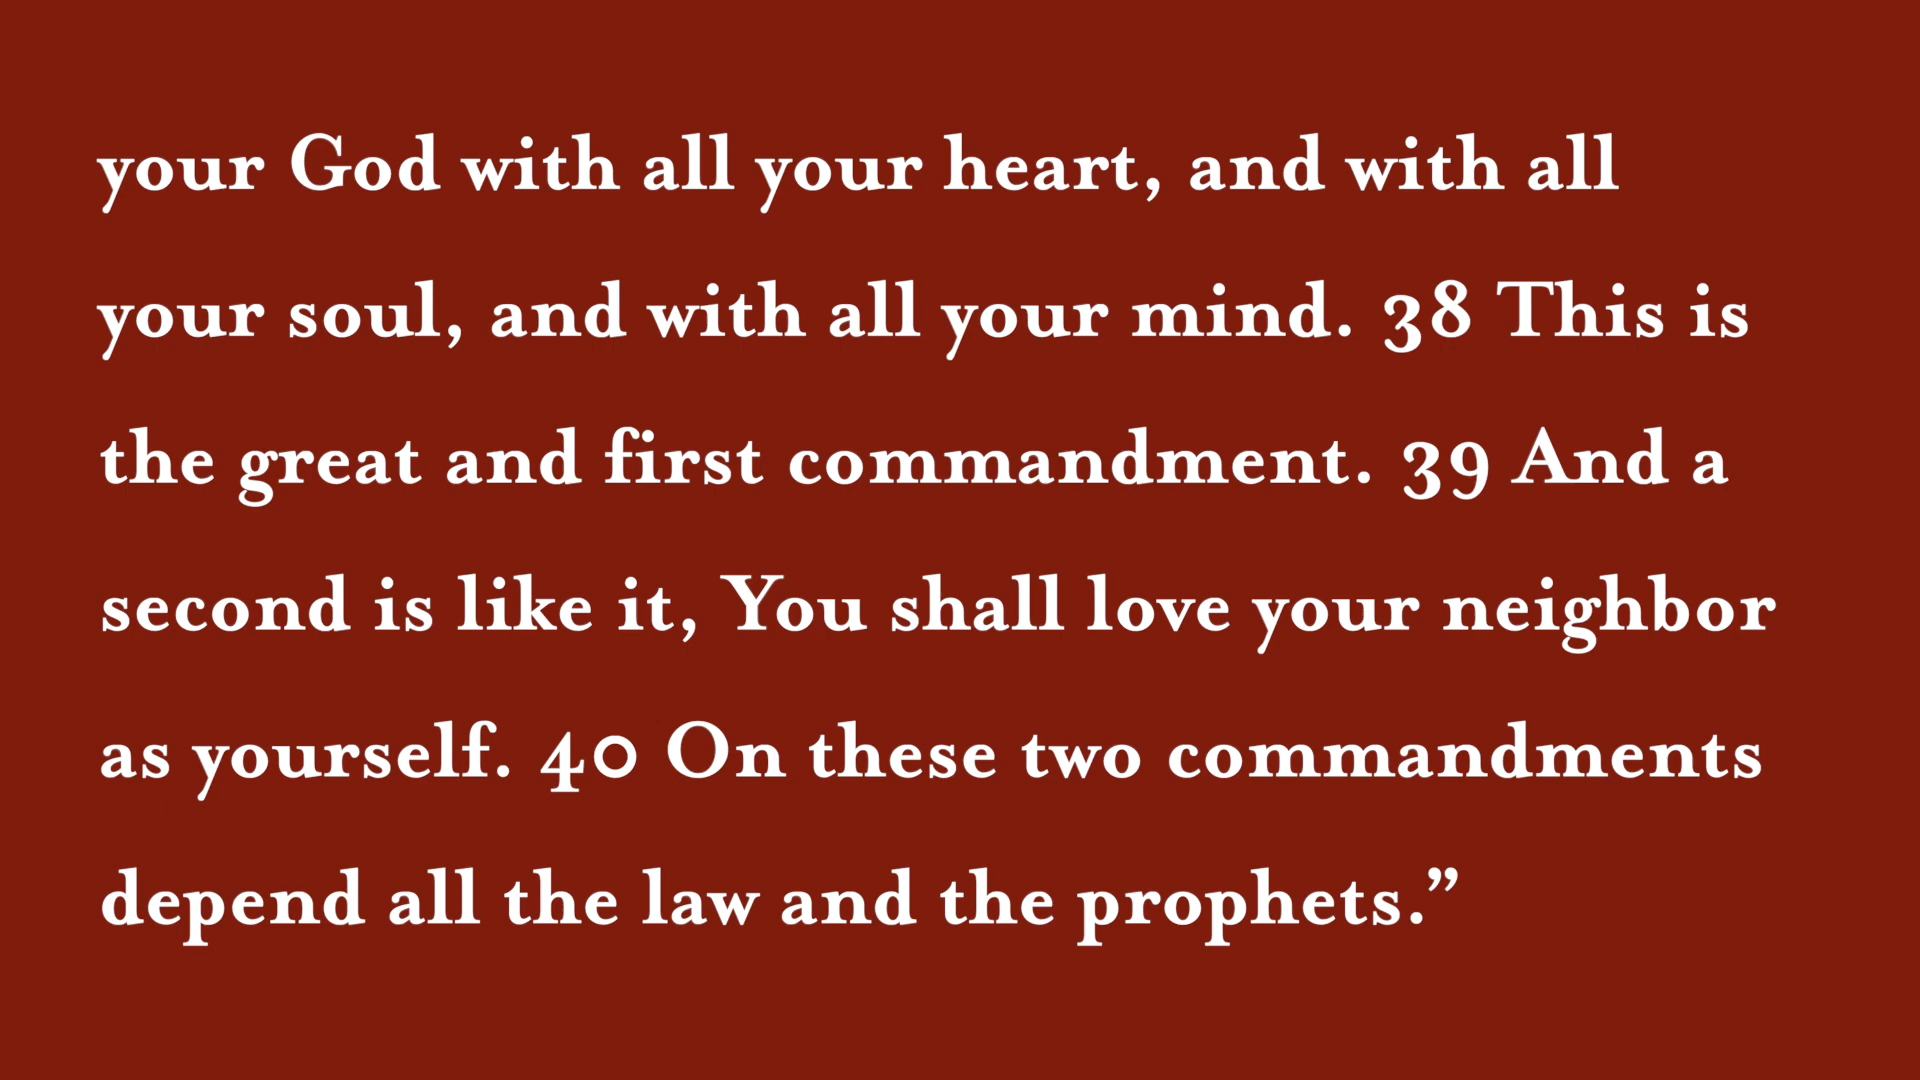 your God with all your heart, and with all
your soul, and with all your mind. 38 This is
the great and first commandment. 39 And a
second is like it, You shall love your neighbor
as yourself. 40 On these two commandments
depend all the law and the prophets.”